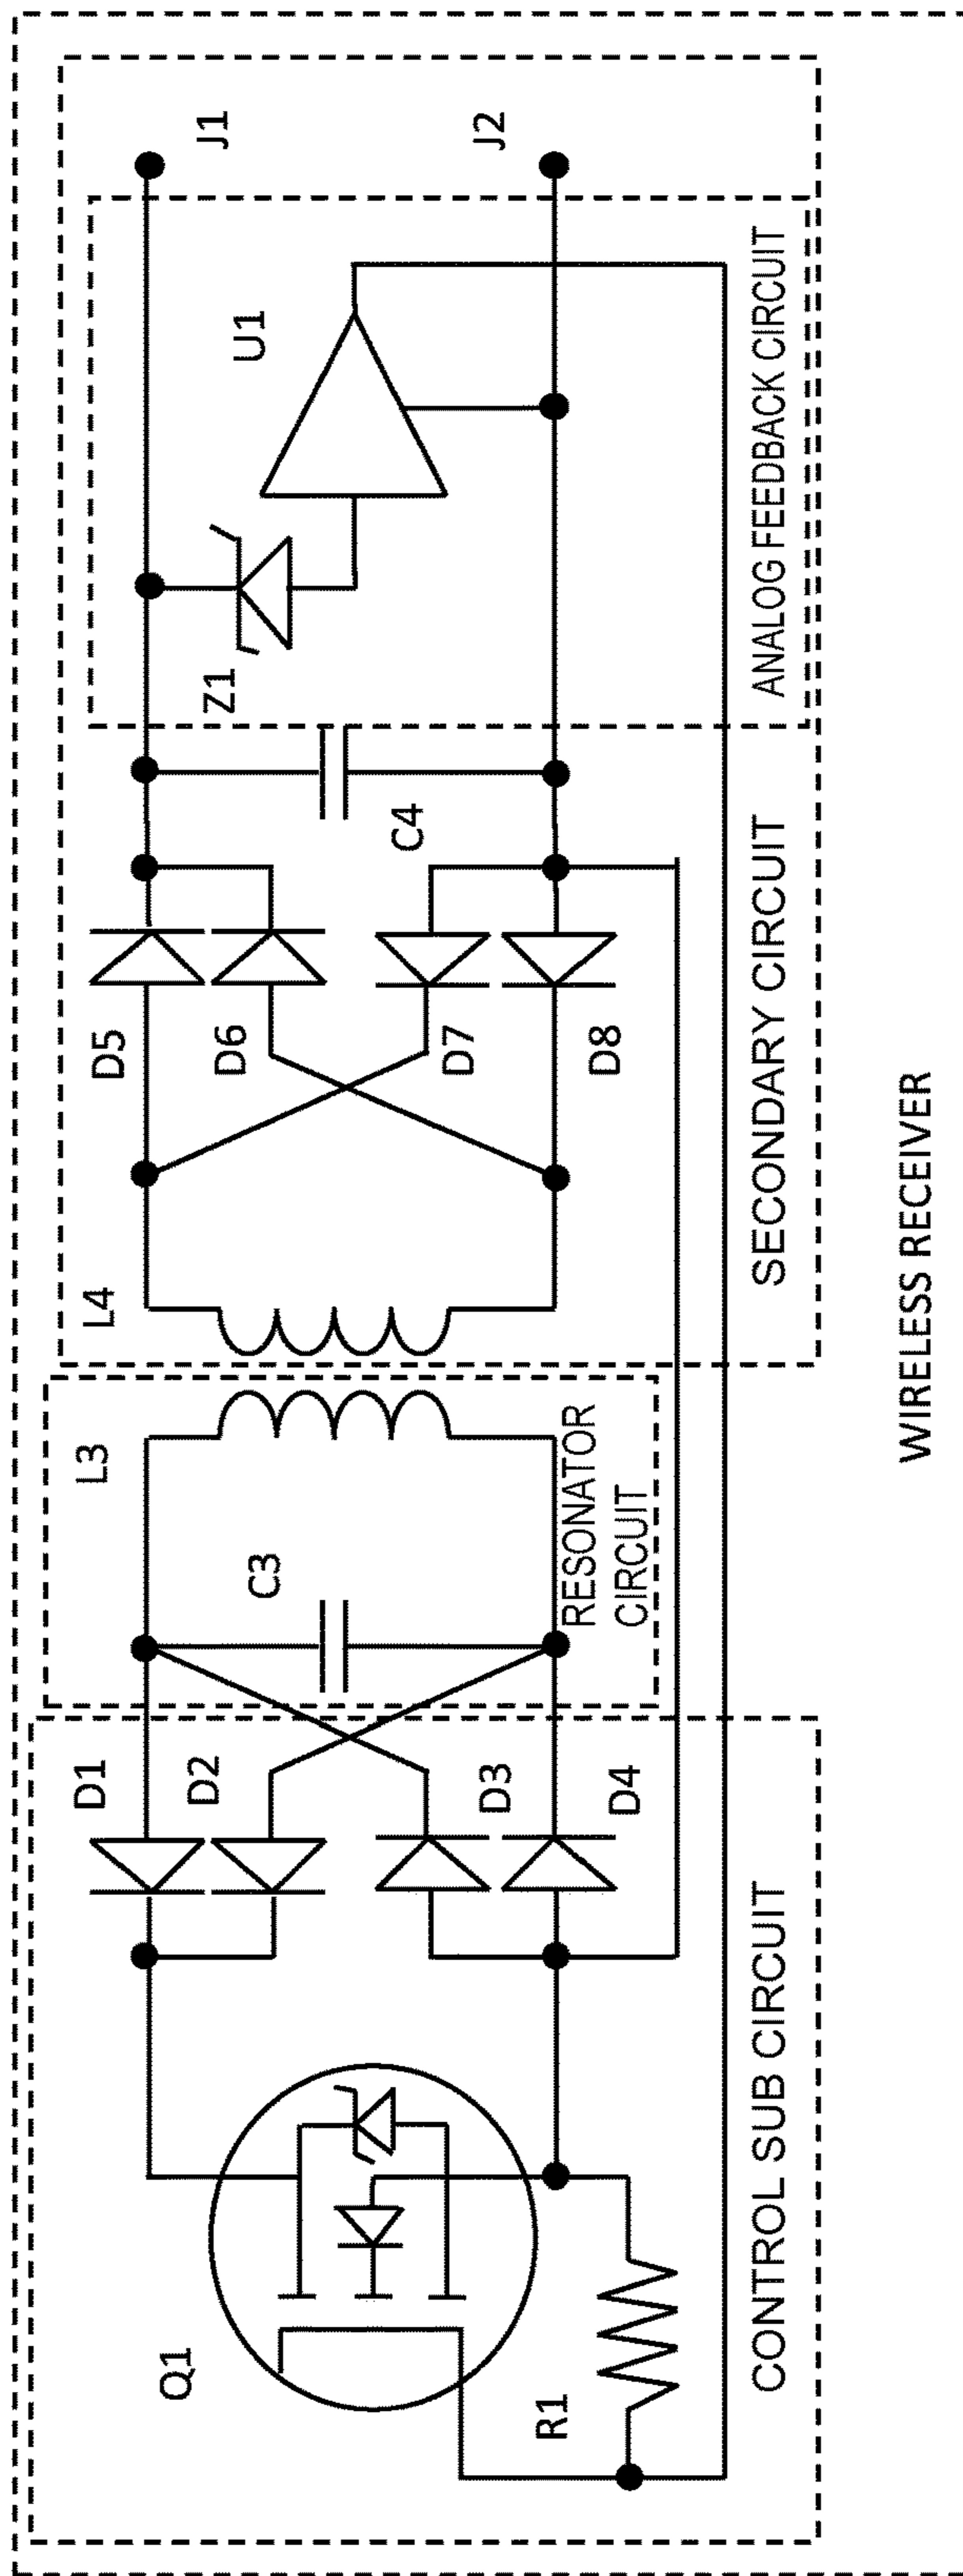 Q1
R1
D1
D2
D3
D4
CONTROL SUB CIRCUIT
C3
L3
RESONATOR
CIRCUIT
L4
D5
D6
D7
D8
C4
SECONDARY CIRCUIT
Z1
U1
ANALOG FEEDBACK CIRCUIT
J1
J2
WIRELESS RECEIVER